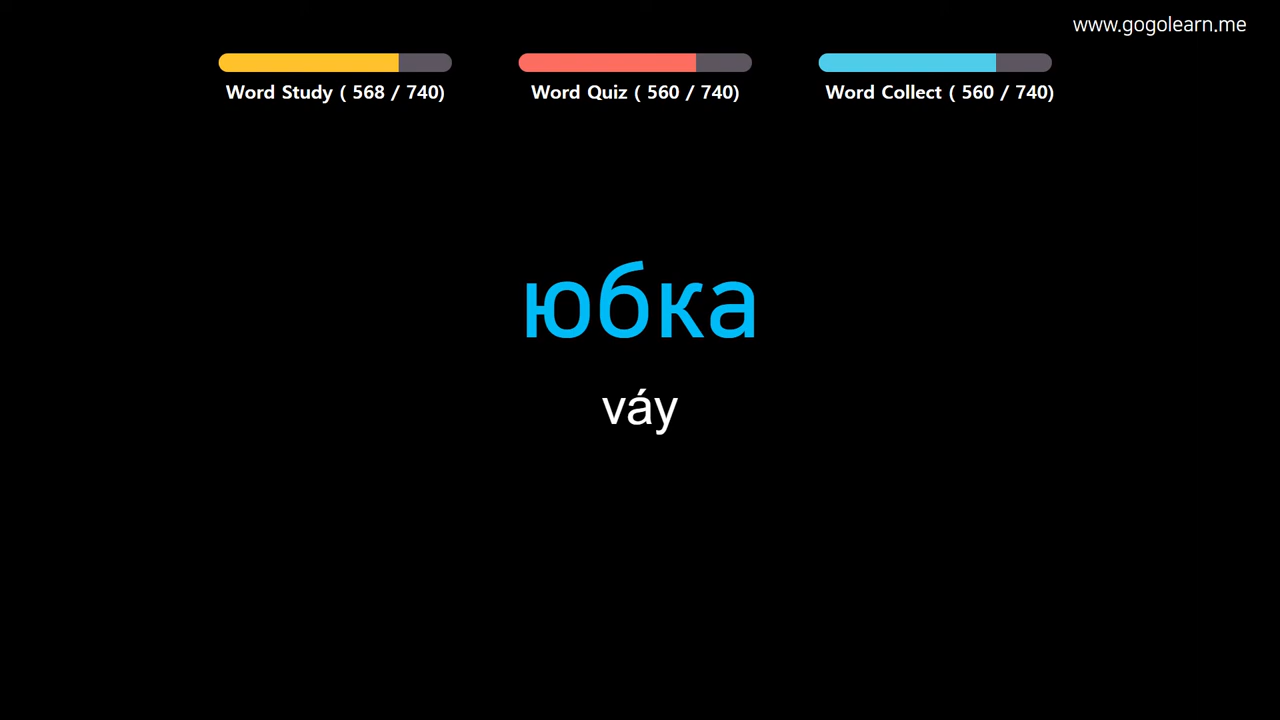 www.gogolearn.me
Word Study ( 568 / 740)
Word Quiz ( 560 / 740)
Word Collect ( 560 / 740)
юбка
váy